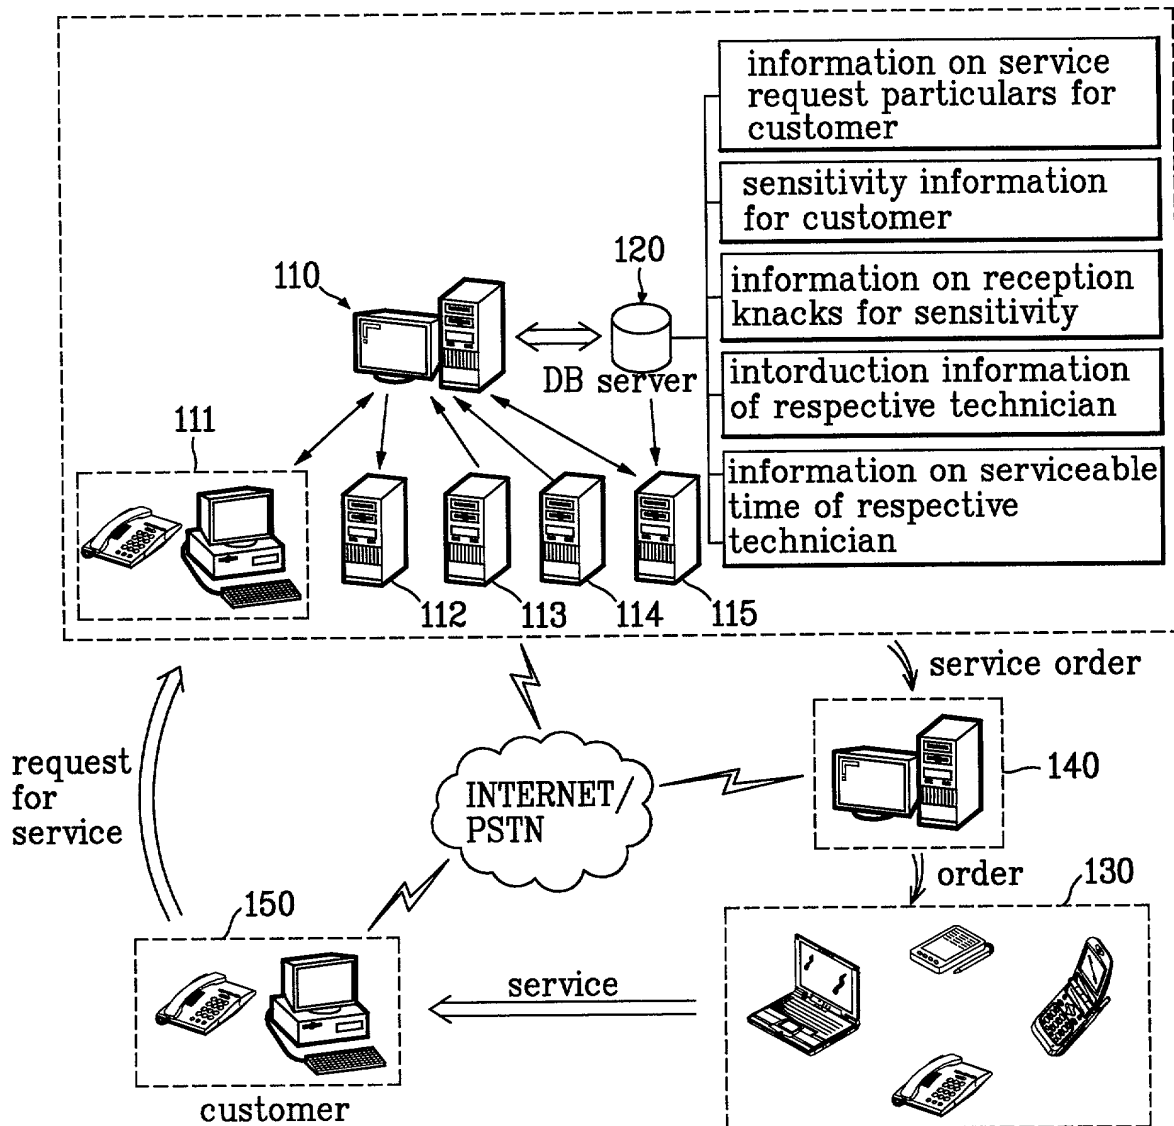 information on service
request particulars for
customer
sensitivity information
for customer
120
110
information on reception
knacks for sensitivity
DB server
intorduction information
of respective technician
111
information on serviceable
time of respective
technician
112
113
114
115
service order
request
for
service
140
INTERNET/
PSTN
order
130
150
service
customer